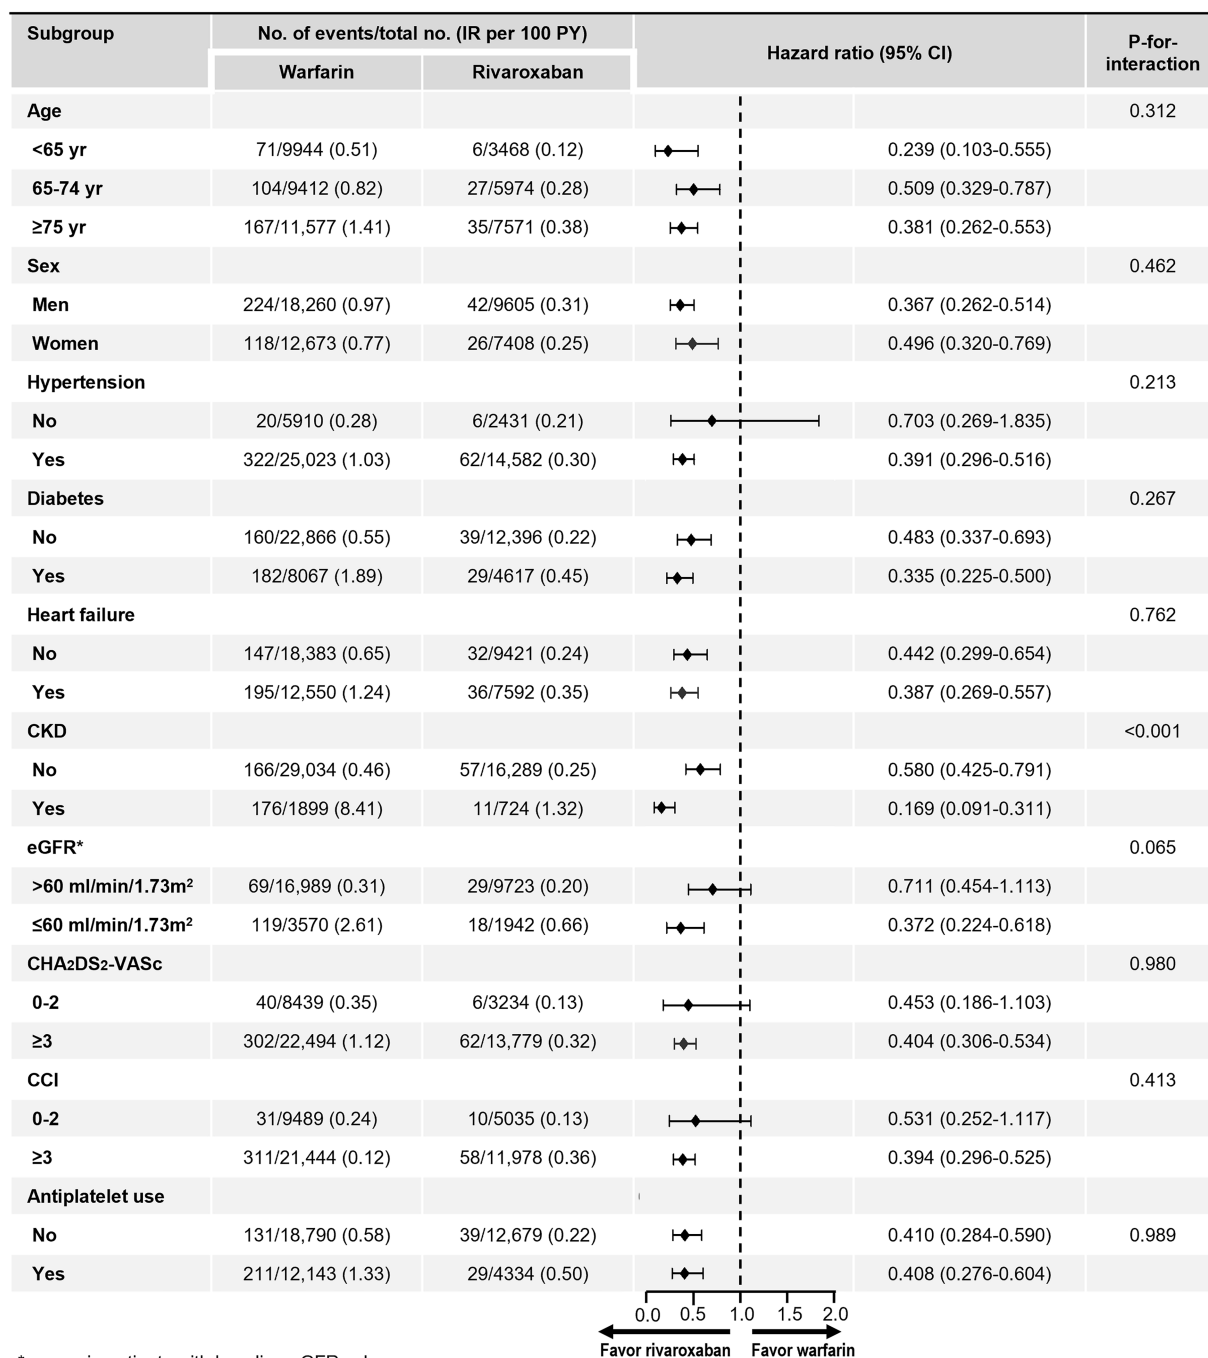 Subgroup No. of events/total no. (IR per 100 PY) Hazard ratio (95% CI) P-for-interaction
Warfarin Rivaroxaban
Age 0.312
<65 yr 71/9944 (0.51) 6/3468 (0.12) 0.239 (0.103-0.555)
65-74 yr 104/9412 (0.82) 27/5974 (0.28) 0.509 (0.329-0.787)
≥75 yr 167/11,577 (1.41) 35/7571 (0.38) 0.381 (0.262-0.553)
Sex 0.462
Men 224/18,260 (0.97) 42/9605 (0.31) 0.367 (0.262-0.514)
Women 118/12,673 (0.77) 26/7408 (0.25) 0.496 (0.320-0.769)
Hypertension 0.213
No 20/5910 (0.28) 6/2431 (0.21) 0.703 (0.269-1.835)
Yes 322/25,023 (1.03) 62/14,582 (0.30) 0.391 (0.296-0.516)
Diabetes 0.267
No 160/22,866 (0.55) 39/12,396 (0.22) 0.483 (0.337-0.693)
Yes 182/8067 (1.89) 29/4617 (0.45) 0.335 (0.225-0.500)
Heart failure 0.762
No 147/18,383 (0.65) 32/9421 (0.24) 0.442 (0.299-0.654)
Yes 195/12,550 (1.24) 36/7592 (0.35) 0.387 (0.269-0.557)
CKD <0.001
No 166/29,034 (0.46) 57/16,289 (0.25) 0.580 (0.425-0.791)
Yes 176/1899 (8.41) 11/724 (1.32) 0.169 (0.091-0.311)
eGFR* 0.065
>60 ml/min/1.73m² 69/16,989 (0.31) 29/9723 (0.20) 0.711 (0.454-1.113)
≤60 ml/min/1.73m² 119/3570 (2.61) 18/1942 (0.66) 0.372 (0.224-0.618)
CHA₂DS₂-VASc 0.980
0-2 40/8439 (0.35) 6/3234 (0.13) 0.453 (0.186-1.103)
≥3 302/22,494 (1.12) 62/13,779 (0.32) 0.404 (0.306-0.534)
CCI 0.413
0-2 31/9489 (0.24) 10/5035 (0.13) 0.531 (0.252-1.117)
≥3 311/21,444 (0.12) 58/11,978 (0.36) 0.394 (0.296-0.525)
Antiplatelet use
No 131/18,790 (0.58) 39/12,679 (0.22) 0.410 (0.284-0.590) 0.989
Yes 211/12,143 (1.33) 29/4334 (0.50) 0.408 (0.276-0.604)
0.0 0.5 1.0 1.5 2.0
Favor rivaroxaban Favor warfarin